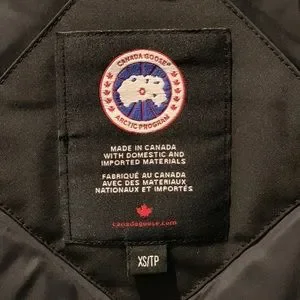 CANADA GOOSE®
ARCTIC PROGRAM
MADE IN CANADA
WITH DOMESTIC AND
IMPORTED MATERIALS
FABRIQUÉ AU CANADA
AVEC DES MATERIALS
NATIONAUX ET IMPORTÉS
canadagoose.com
XS/TP